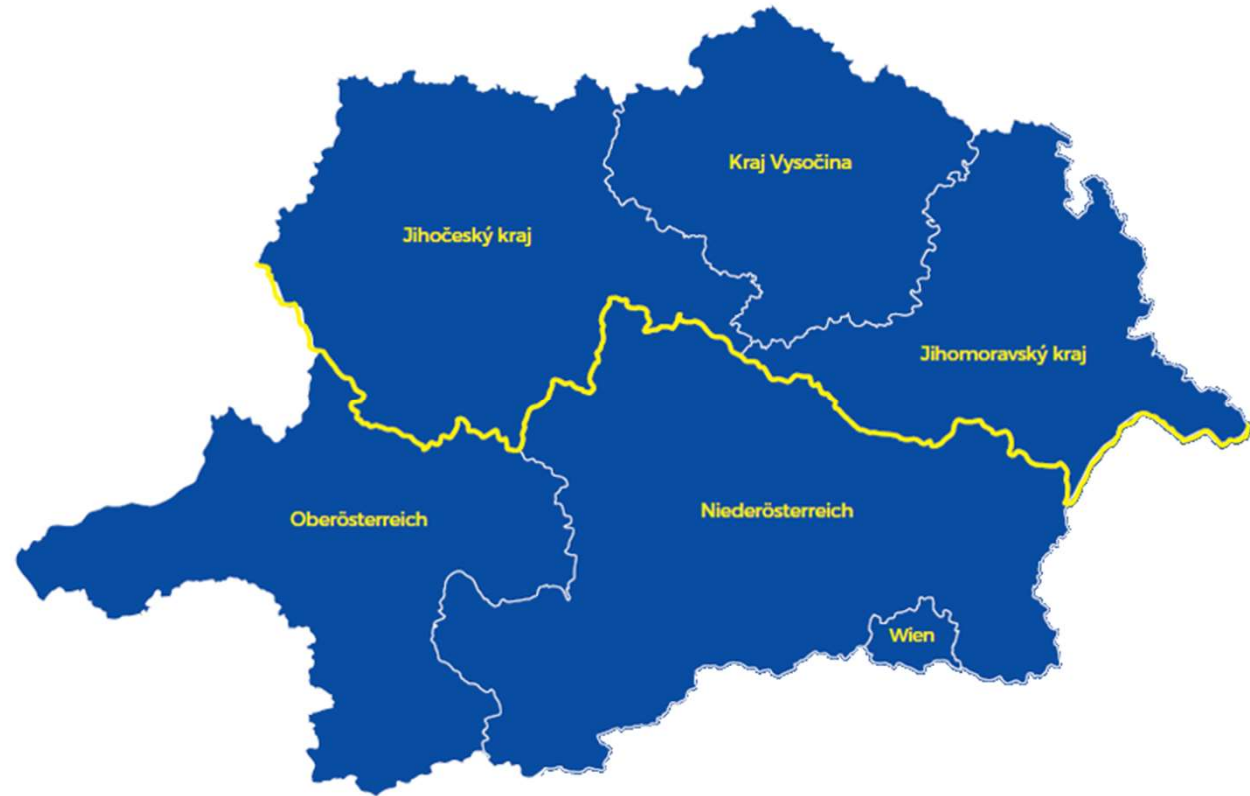 Kraj Vysočina
Jihočeský kraj
Jihomoravský kraj
Niederösterreich
Oberösterreich
Wien